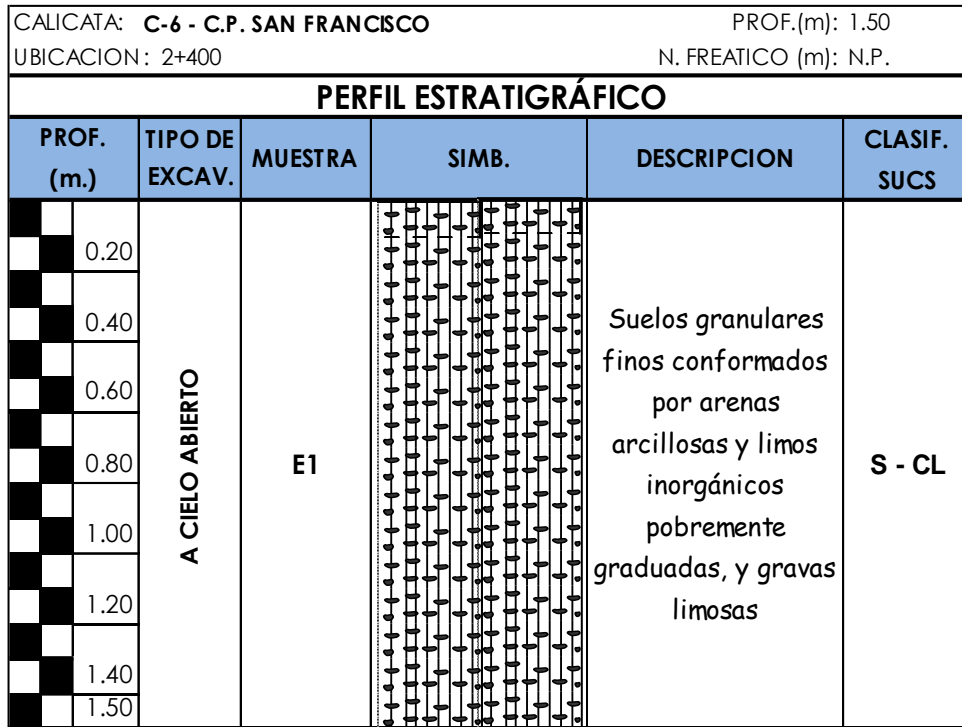 CALICATA: C-6 - C.P. SAN FRANCISCO PROF.(m): 1.50
UBICACION : 2+400 N. FREATICO (m): N.P.
PERFIL ESTRATIGRÁFICO
PROF. (m.)
TIPO DE EXCAV.
MUESTRA
SIMB.
DESCRIPCION
CLASIF. SUCS
0.20
0.40
0.60
0.80
1.00
1.20
1.40
1.50
A CIELO ABIERTO
E1
Suelos granulares
finos conformados
por arenas
arcillosas y limos
inorgánicos
pobremente
graduadas, y gravas
limosas
S - CL